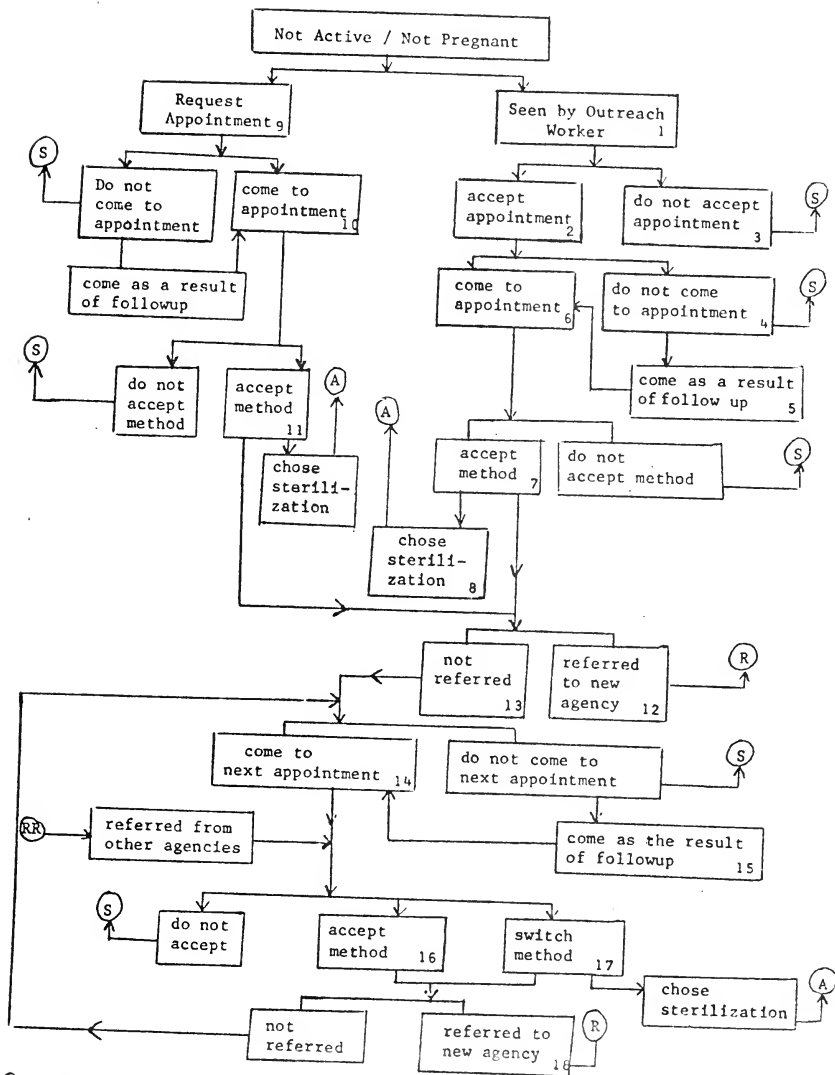 Not Active / Not Pregnant
Request
Appointment 9
Seen by Outreach
Worker 1
S
Do not
come to
appointment
come to
appointment 10
accept
appointment 2
do not accept
appointment 3
S
come as a result
of followup
come to
appointment 6
do not come
to appointment 4
S
come as a result
of follow up 5
S
do not
accept
method
accept
method 11
A
chose
sterili-
zation
A
accept
method 7
do not
accept method
S
chose
sterili-
zation 8
not
referred 13
referred
to new
agency 12
R
come to
next appointment 14
do not come to
next appointment
S
RR
referred from
other agencies
come as the result
of followup 15
S
do not
accept
accept
method 16
switch
method 17
chose
sterilization
A
not
referred
referred to
new agency 18
R